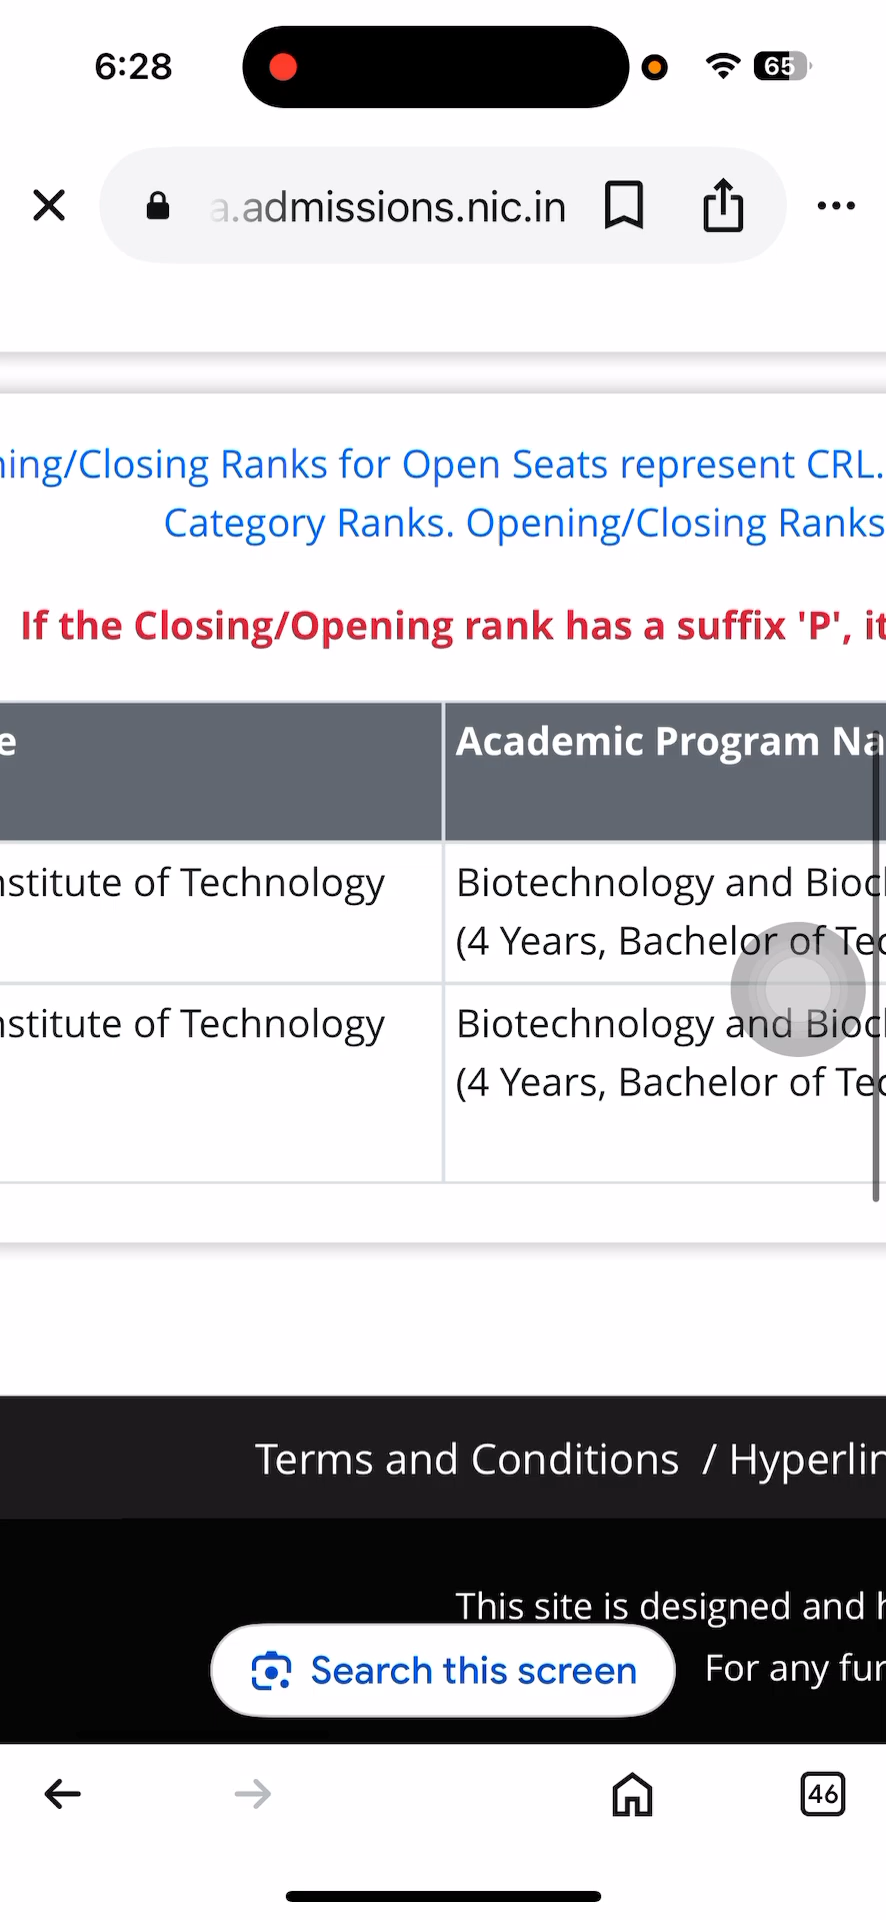 6:28
65
a.admissions.nic.in
ing/Closing Ranks for Open Seats represent CRL.
Category Ranks. Opening/Closing Ranks
If the Closing/Opening rank has a suffix 'P', it
e
Academic Program Na
nstitute of Technology
Biotechnology and Bioc
(4 Years, Bachelor of Tec
nstitute of Technology
Biotechnology and Bioc
(4 Years, Bachelor of Tec
Terms and Conditions / Hyperlin
This site is designed and h
Search this screen
For any fur
46